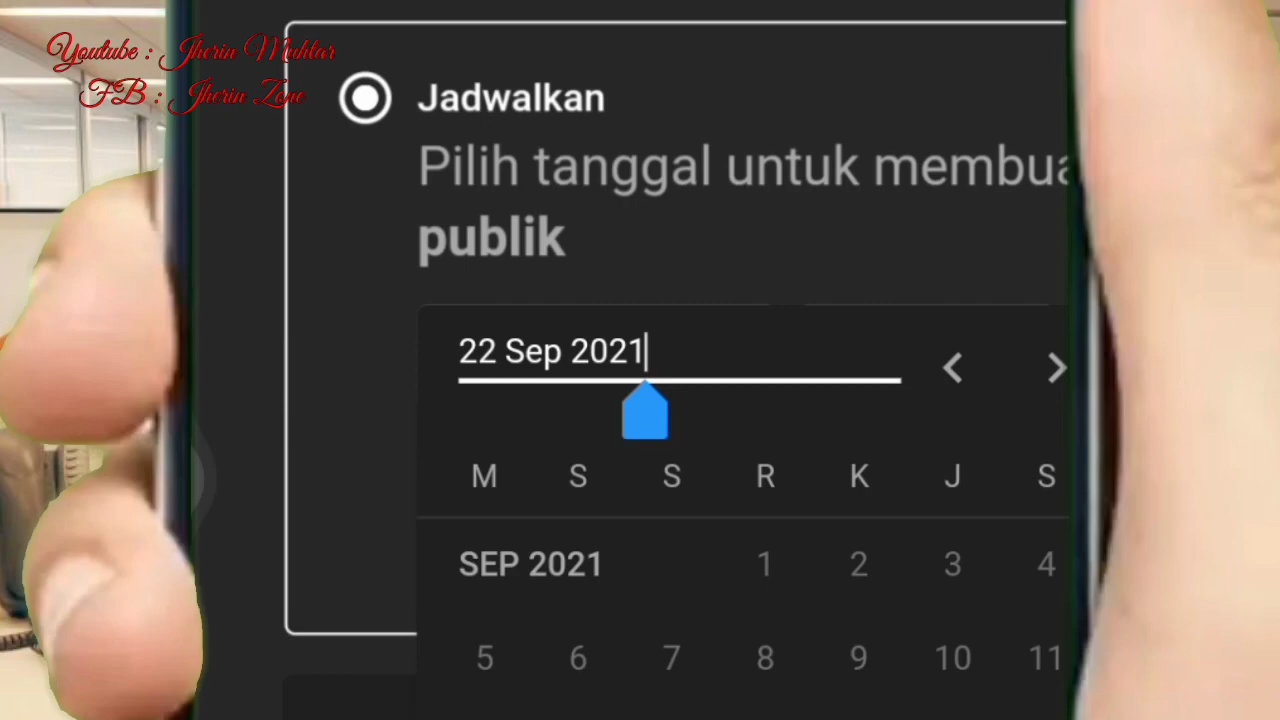 Youtube : Jherin Muhtar
FB : Jherin Zone
Jadwalkan
Pilih tanggal untuk membua
publik
22 Sep 2021
M S S R K J S
SEP 2021 1 2 3 4
5 6 7 8 9 10 11